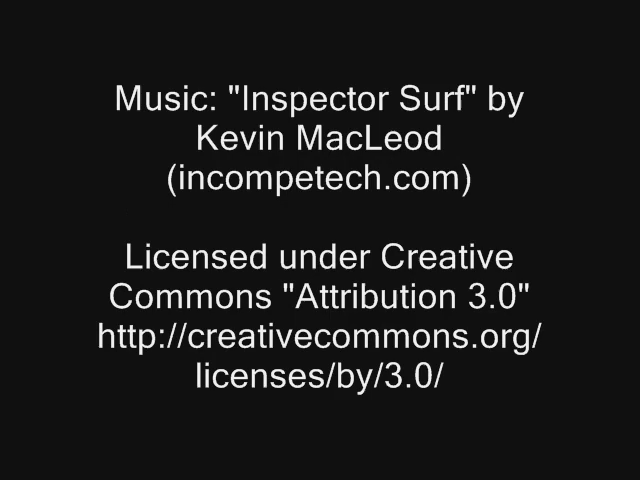 Music: "Inspector Surf" by
Kevin MacLeod
(incompetech.com)
Licensed under Creative
Commons "Attribution 3.0"
http://creativecommons.org/
licenses/by/3.0/